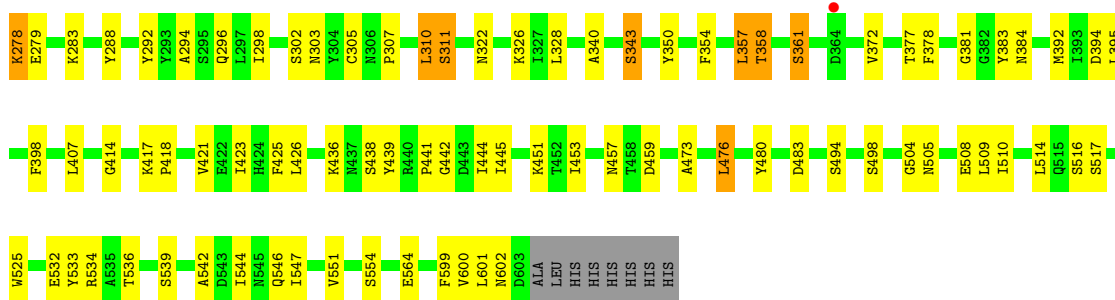 K278 E279 K283 Y288 Y292 Y293 A294 S295 Q296 L297 I298 S302 N303 Y304 C305 N306 P307 L310 S311 N322 K326 I327 L328 A340 S343 Y350 F354 L357 T358 S361 D364 V372 T377 F378 G381 G382 Y383 N384 M392 I393 D394 L395
F398 L407 G414 K417 P418 V421 E422 I423 H424 F425 L426 K436 N437 S438 Y439 R440 P441 G442 D443 I444 I445 K451 T452 I453 N457 T458 D459 A473 L476 Y480 D483 S494 S498 G504 N505 E508 L509 I510 L514 Q515 S516 S517
W525 E532 Y533 R534 A535 T536 S539 A542 D543 I544 N545 Q546 I547 V551 S554 E564 F599 V600 L601 N602 D603 ALA LEU HIS HIS HIS HIS HIS HIS